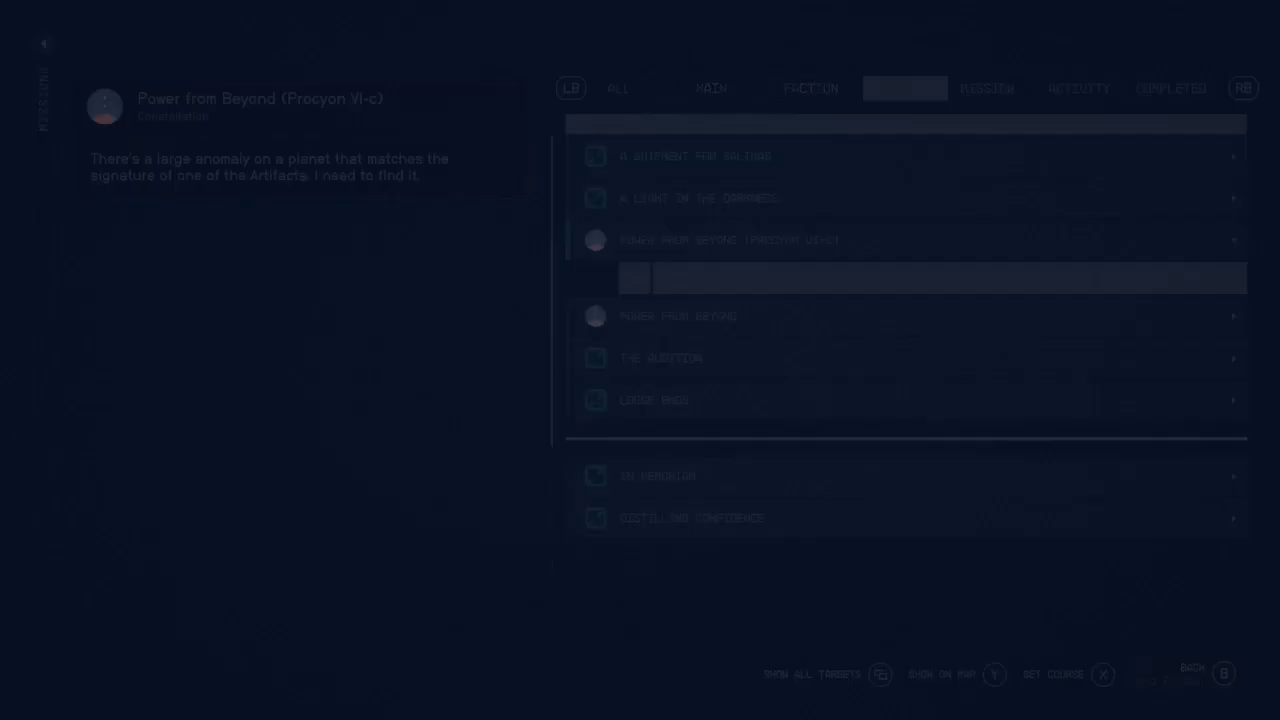 Power from Beyond (Procyon VI-c)
Constellation
There's a large anomaly on a planet that matches the
signature of one of the Artifacts. I need to find it.
LB
ALL
MAIN
FACTION
MISSION
ACTIVITY
COMPLETED
RB
A SHIPMENT FOR SALINAS
A LIGHT IN THE DARKNESS
POWER FROM BEYOND (PROCYON VI-C)
POWER FROM BEYOND
THE AUDITION
LOOSE ENDS
IN MEMORIAM
DISTILLING CONFIDENCE
SHOW ALL TARGETS
SHOW ON MAP Y
SET COURSE X
BACK B